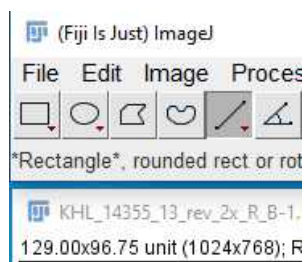 (Fiji Is Just) ImageJ
File Edit Image Proces
*Rectangle*, rounded rect or rot
KHL_14355_13_rev_2x_R_B-1.
129.00x96.75 unit (1024x768); R